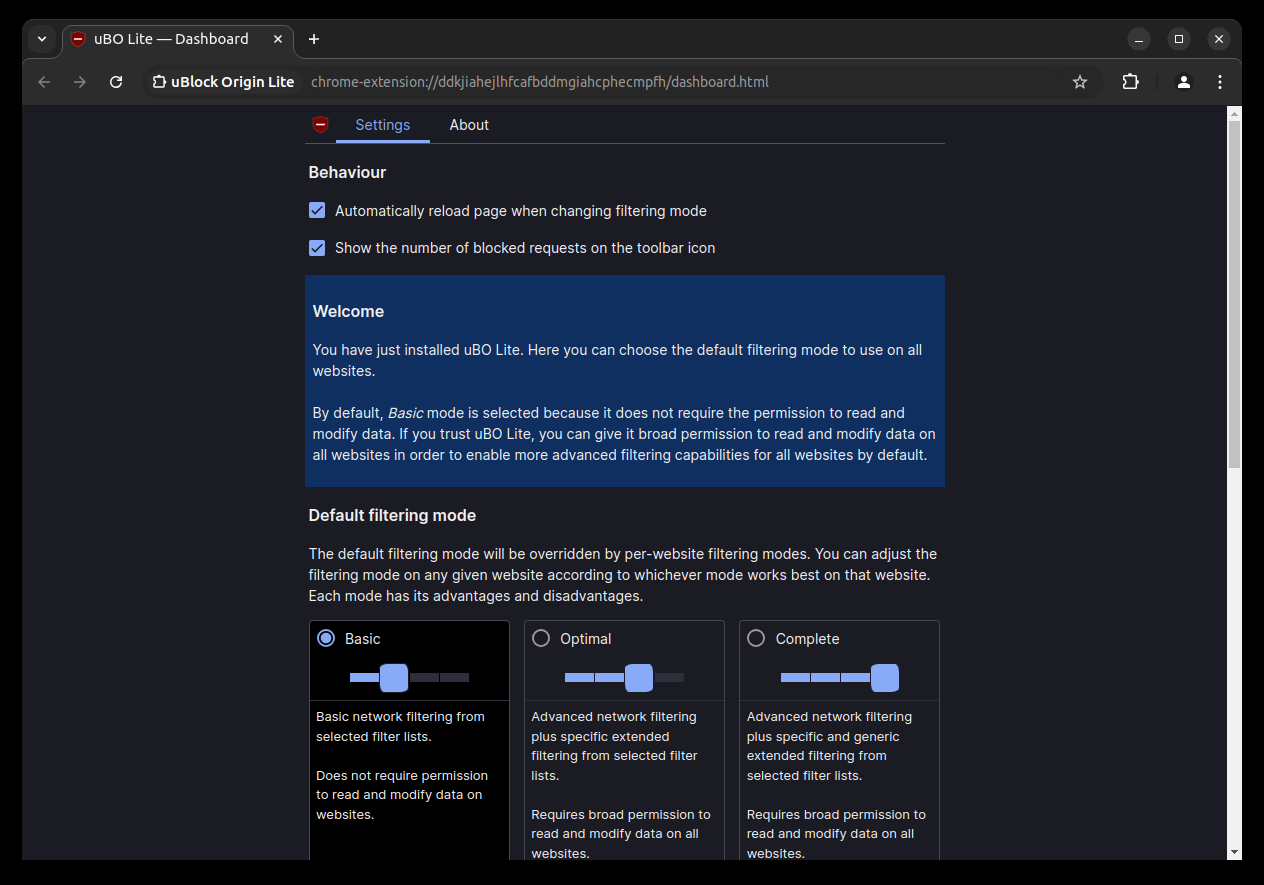 uBO Lite — Dashboard
uBlock Origin Lite chrome-extension://ddkjiahejlhfcafbddmgiahcphecmpfh/dashboard.html
Settings About
Behaviour
Automatically reload page when changing filtering mode
Show the number of blocked requests on the toolbar icon
Welcome
You have just installed uBO Lite. Here you can choose the default filtering mode to use on all
websites.
By default, Basic mode is selected because it does not require the permission to read and
modify data. If you trust uBO Lite, you can give it broad permission to read and modify data on
all websites in order to enable more advanced filtering capabilities for all websites by default.
Default filtering mode
The default filtering mode will be overridden by per-website filtering modes. You can adjust the
filtering mode on any given website according to whichever mode works best on that website.
Each mode has its advantages and disadvantages.
Basic
Basic network filtering from
selected filter lists.
Does not require permission
to read and modify data on
websites.
Optimal
Advanced network filtering
plus specific extended
filtering from selected filter
lists.
Requires broad permission to
read and modify data on all
websites.
Complete
Advanced network filtering
plus specific and generic
extended filtering from
selected filter lists.
Requires broad permission to
read and modify data on all
websites.